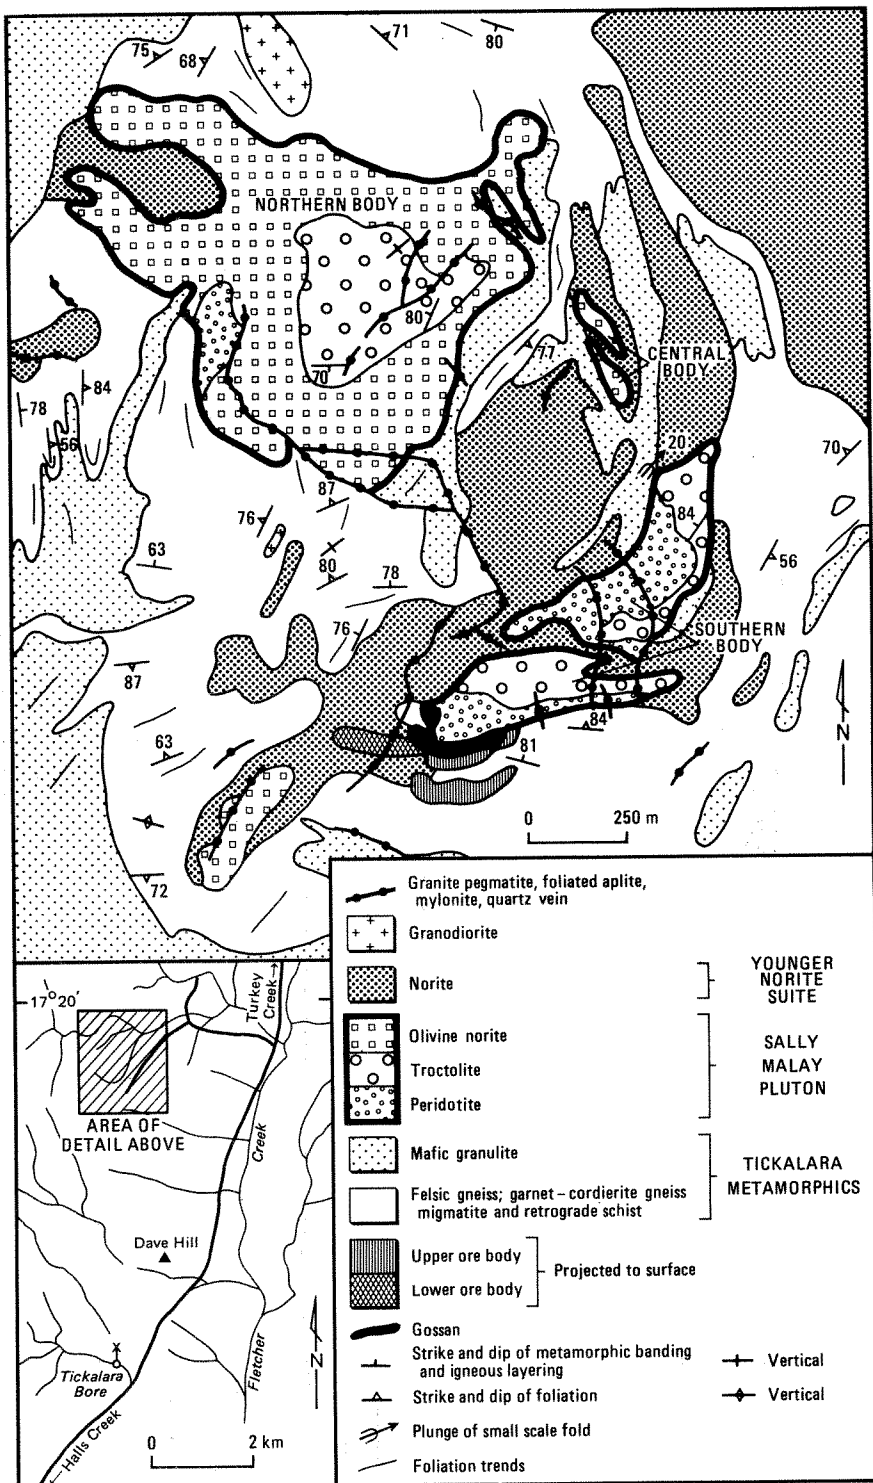 71
80
75
68
NORTHERN BODY
80
70
77
CENTRAL
BODY
84
78
56
20
70
84
87
76
63
80
78
56
76
SOUTHERN
BODY
87
63
84
81
N
0 250 m
72
Granite pegmatite, foliated aplite,
mylonite, quartz vein
Granodiorite
Norite
YOUNGER
NORITE
SUITE
Olivine norite
Troctolite
Peridotite
SALLY
MALAY
PLUTON
Mafic granulite
Felsic gneiss; garnet-cordierite gneiss
migmatite and retrograde schist
TICKALARA
METAMORPHICS
Upper ore body
Lower ore body
Projected to surface
Gossan
Strike and dip of metamorphic banding
and igneous layering
Vertical
Strike and dip of foliation
Vertical
Plunge of small scale fold
Foliation trends
17°20'
Turkey
Creek→
AREA OF
DETAIL ABOVE
Creek
Dave Hill
Fletcher
Tickalara
Bore
N
←Halls Creek
0 2 km